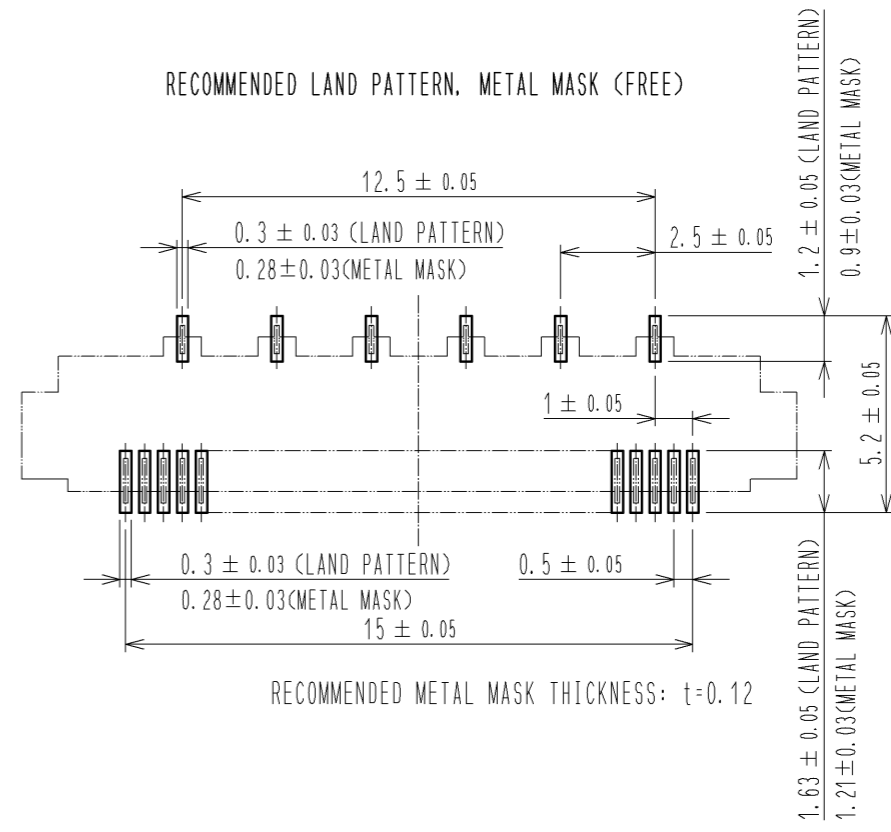 RECOMMENDED LAND PATTERN, METAL MASK (FREE)
12.5 ± 0.05
0.3 ± 0.03 (LAND PATTERN)
0.28±0.03(METAL MASK)
2.5 ± 0.05
1.2 ± 0.05 (LAND PATTERN)
0.9±0.03(METAL MASK)
1 ± 0.05
5.2 ± 0.05
0.3 ± 0.03 (LAND PATTERN)
0.28±0.03(METAL MASK)
0.5 ± 0.05
15 ± 0.05
1.63 ± 0.05 (LAND PATTERN)
1.21±0.03(METAL MASK)
RECOMMENDED METAL MASK THICKNESS: t=0.12